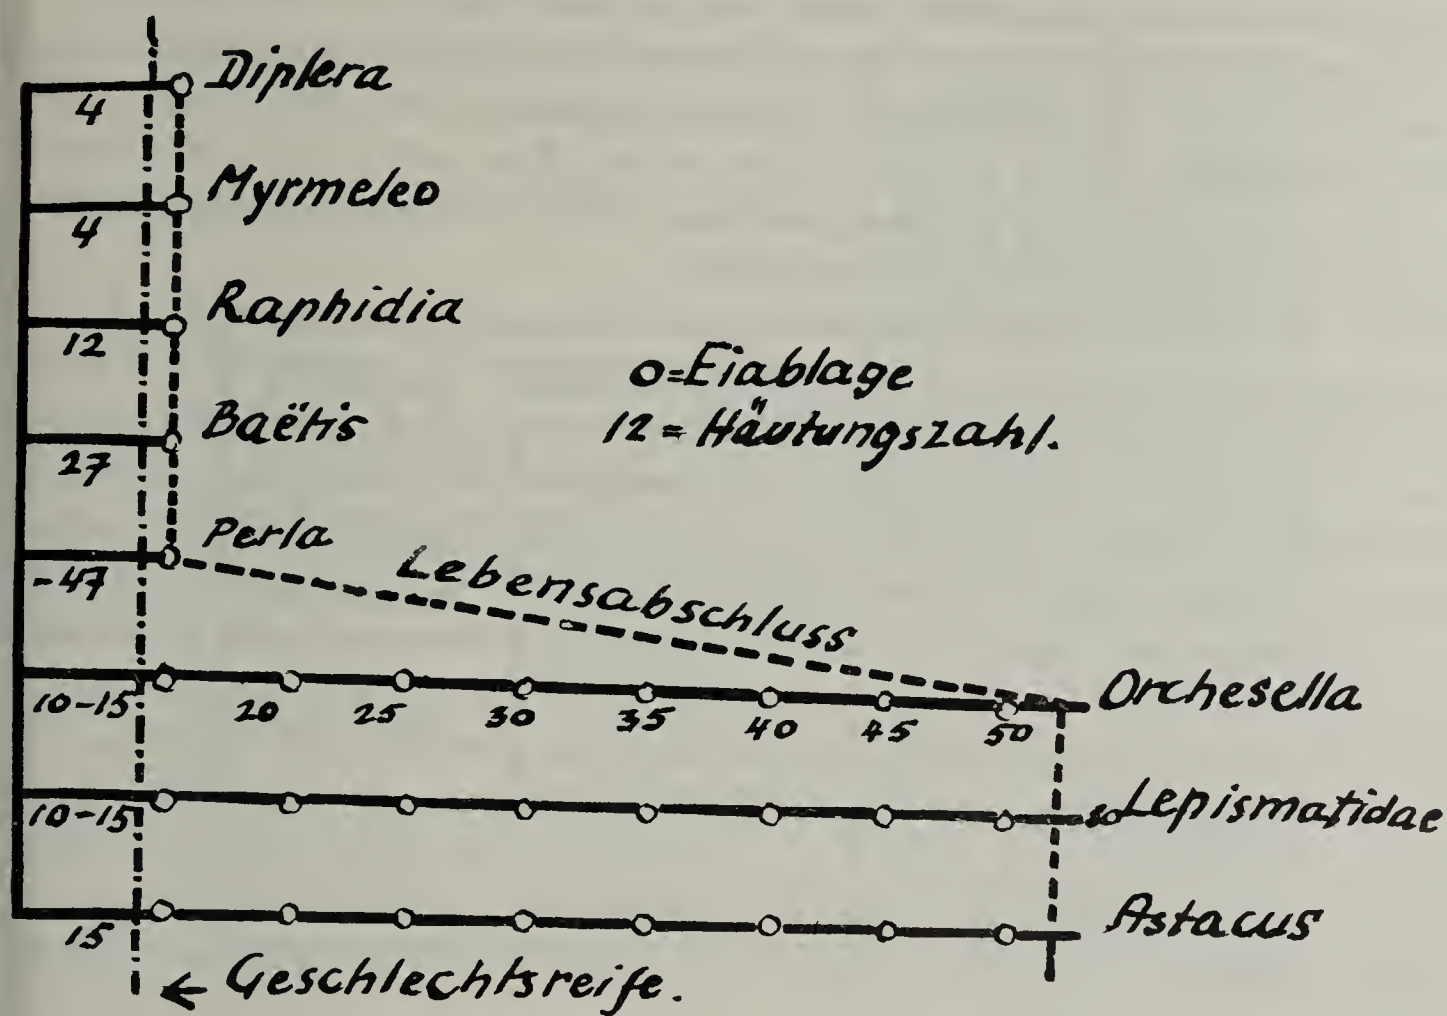 Diptera
4
Myrmeleo
4
Raphidia
12
o=Eiablage
Baëtis
12 = Häutungszahl.
27
Perla
Lebensabschluss
-47
Orchesella
10-15 20 25 30 35 40 45 50
Lepismatidae
10-15
Astacus
15
← Geschlechtsreife.